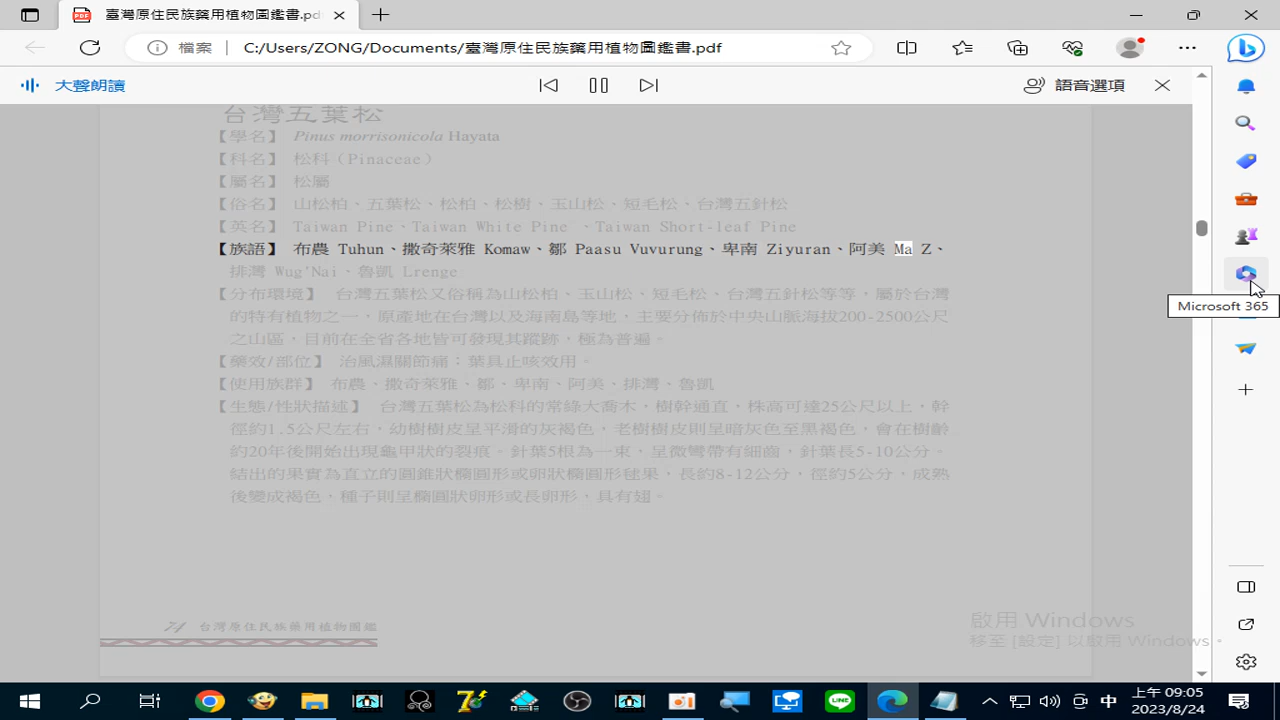 臺灣原住民族藥用植物圖鑑書.pdf
檔案 C:/Users/ZONG/Documents/臺灣原住民族藥用植物圖鑑書.pdf
大聲朗讀
語音選項
台灣五葉松
【學名】 Pinus morrisonicola Hayata
【科名】 松科（Pinaceae）
【屬名】 松屬
【俗名】 山松柏、五葉松、松柏、松樹、玉山松、短毛松、台灣五針松
【英名】 Taiwan Pine、Taiwan White Pine 、Taiwan Short-leaf Pine
【族語】 布農 Tuhun、撒奇萊雅 Komaw、鄒 Paasu Vuvurung、卑南 Ziyuran、阿美 Ma Z、
排灣 Wug'Nai、魯凱 Lrenge
【分布環境】 台灣五葉松又俗稱為山松柏、玉山松、短毛松、台灣五針松等等，屬於台灣
的特有植物之一，原產地在台灣以及海南島等地，主要分佈於中央山脈海拔200-2500公尺
之山區，目前在全省各地皆可發現其蹤跡，極為普遍。
【藥效/部位】 治風濕關節痛；葉具止咳效用。
【使用族群】 布農、撒奇萊雅、鄒、卑南、阿美、排灣、魯凱
【生態/性狀描述】 台灣五葉松為松科的常綠大喬木，樹幹通直，株高可達25公尺以上，幹
徑約1.5公尺左右，幼樹樹皮呈平滑的灰褐色，老樹樹皮則呈暗灰色至黑褐色，會在樹齡
約20年後開始出現龜甲狀的裂痕。針葉5根為一束，呈微彎帶有細齒，針葉長5-10公分。
結出的果實為直立的圓錐狀橢圓形或卵狀橢圓形毬果，長約8-12公分，徑約5公分，成熟
後變成褐色，種子則呈橢圓狀卵形或長卵形，具有翅。
74 台灣原住民族藥用植物圖鑑
Microsoft 365
啟用 Windows
移至 [設定] 以啟用 Windows。
中
上午 09:05
2023/8/24
LINE